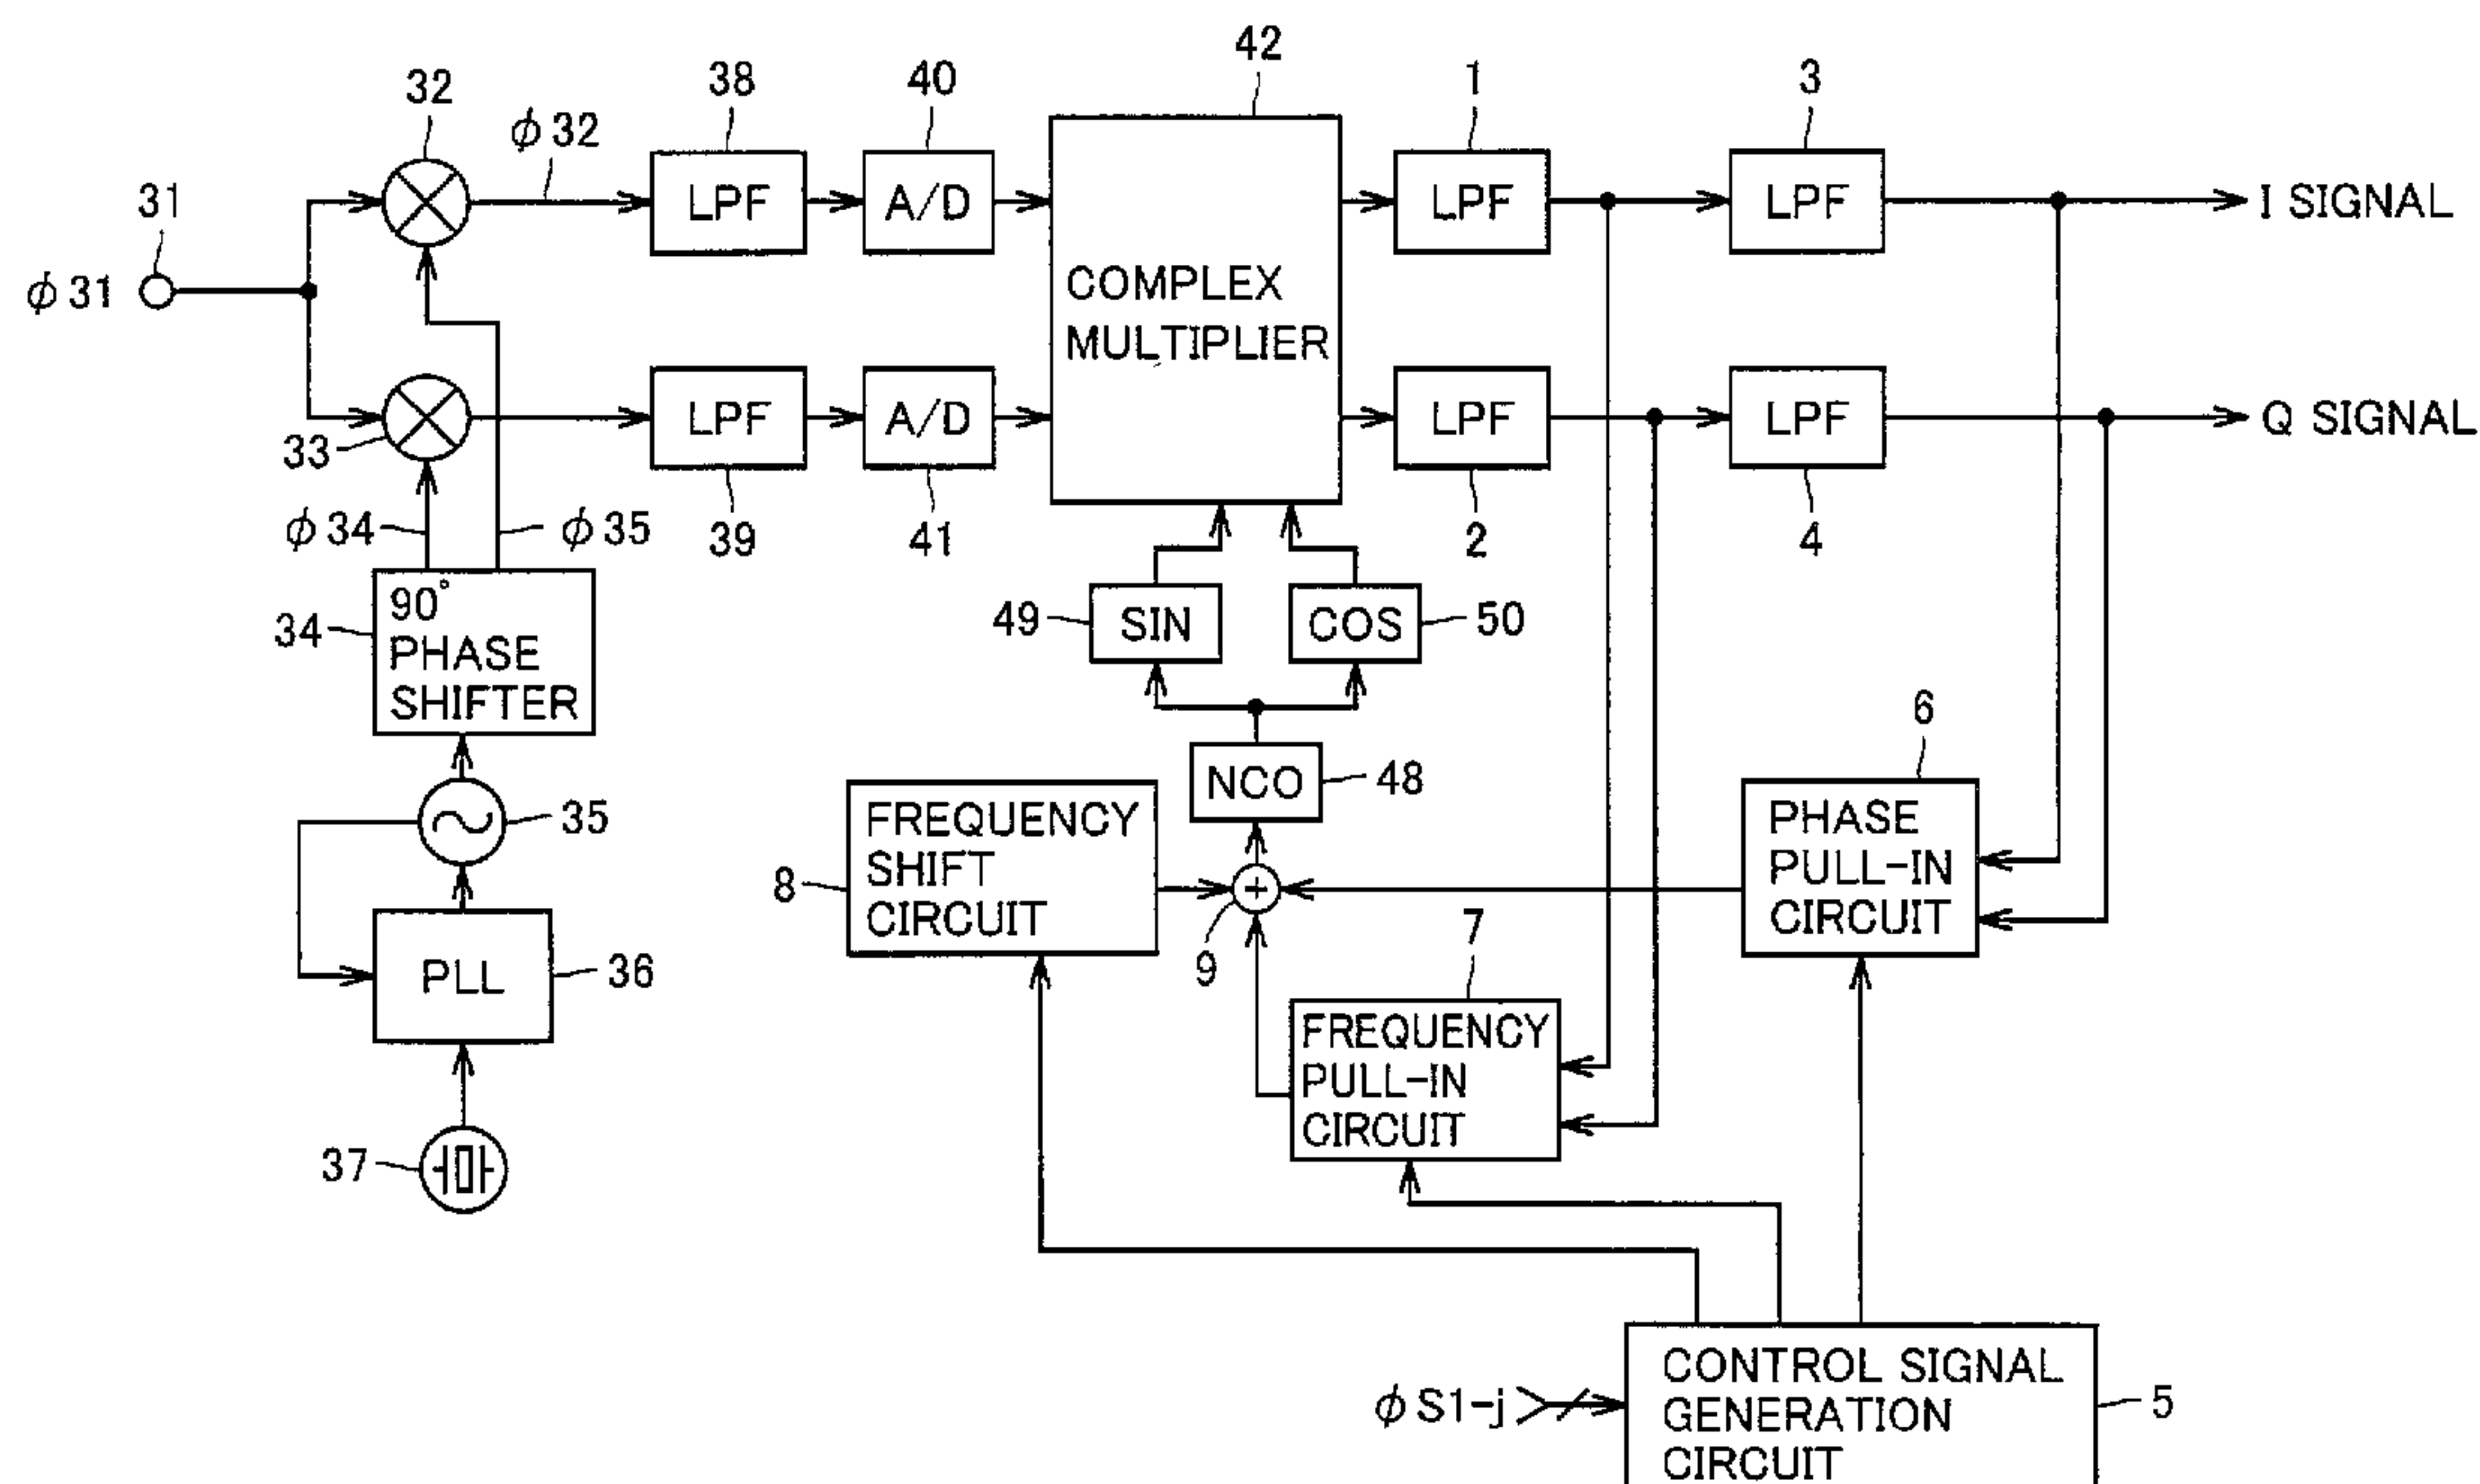 42
32
38
40
1
3
ϕ32
31
LPF
A/D
LPF
LPF
I SIGNAL
ϕ31
COMPLEX
MULTIPLIER
LPF
A/D
LPF
LPF
Q SIGNAL
33
ϕ34
ϕ35
39
41
2
4
90°
PHASE
SHIFTER
34
49
SIN
COS
50
NCO
48
6
35
FREQUENCY
SHIFT
CIRCUIT
8
9
PHASE
PULL-IN
CIRCUIT
7
PLL
36
FREQUENCY
PULL-IN
CIRCUIT
37
ϕS1-j
CONTROL SIGNAL
GENERATION
CIRCUIT
5